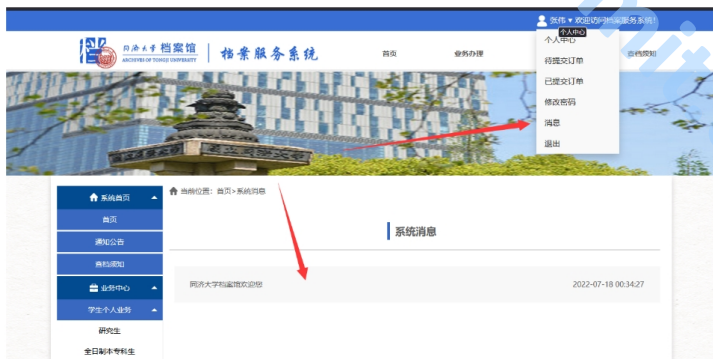 张伟 ▾ 欢迎访问档案服务系统!
个人中心
同济大学 档案馆
ARCHIVES OF TONGJI UNIVERSITY
档案服务系统
首页
业务办理
查档须知
个人中心
待提交订单
已提交订单
修改密码
消息
退出
系统首页
当前位置：首页>系统消息
首页
系统消息
通知公告
查档须知
同济大学档案馆欢迎您
2022-07-18 00:34:27
业务中心
学生个人业务
研究生
全日制本专科生